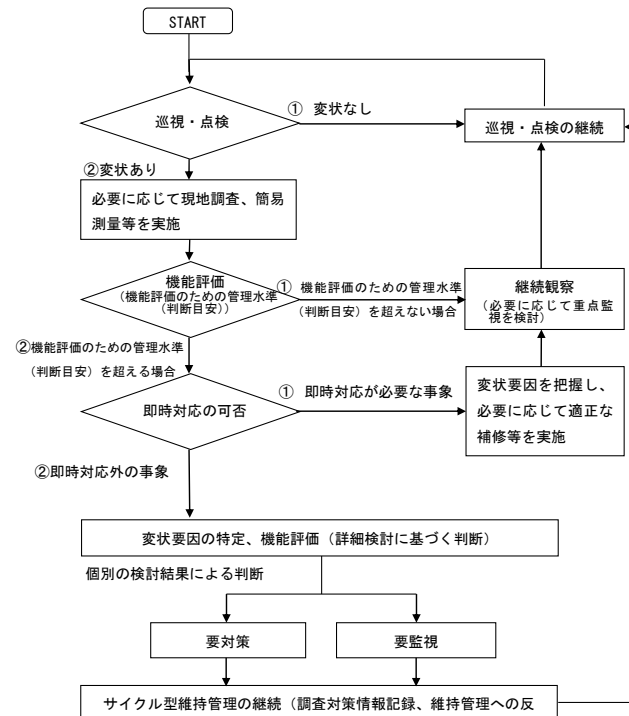 START
巡視・点検
① 変状なし
巡視・点検の継続
②変状あり
必要に応じて現地調査、簡易
測量等を実施
機能評価
（機能評価のための管理水準
（判断目安））
① 機能評価のための管理水準
（判断目安）を超えない場合
継続観察
（必要に応じて重点監
視を検討）
②機能評価のための管理水準
（判断目安）を超える場合
即時対応の可否
① 即時対応が必要な事象
変状要因を把握し、
必要に応じて適正な
補修等を実施
②即時対応外の事象
変状要因の特定、機能評価（詳細検討に基づく判断）
個別の検討結果による判断
要対策
要監視
サイクル型維持管理の継続（調査対策情報記録、維持管理への反